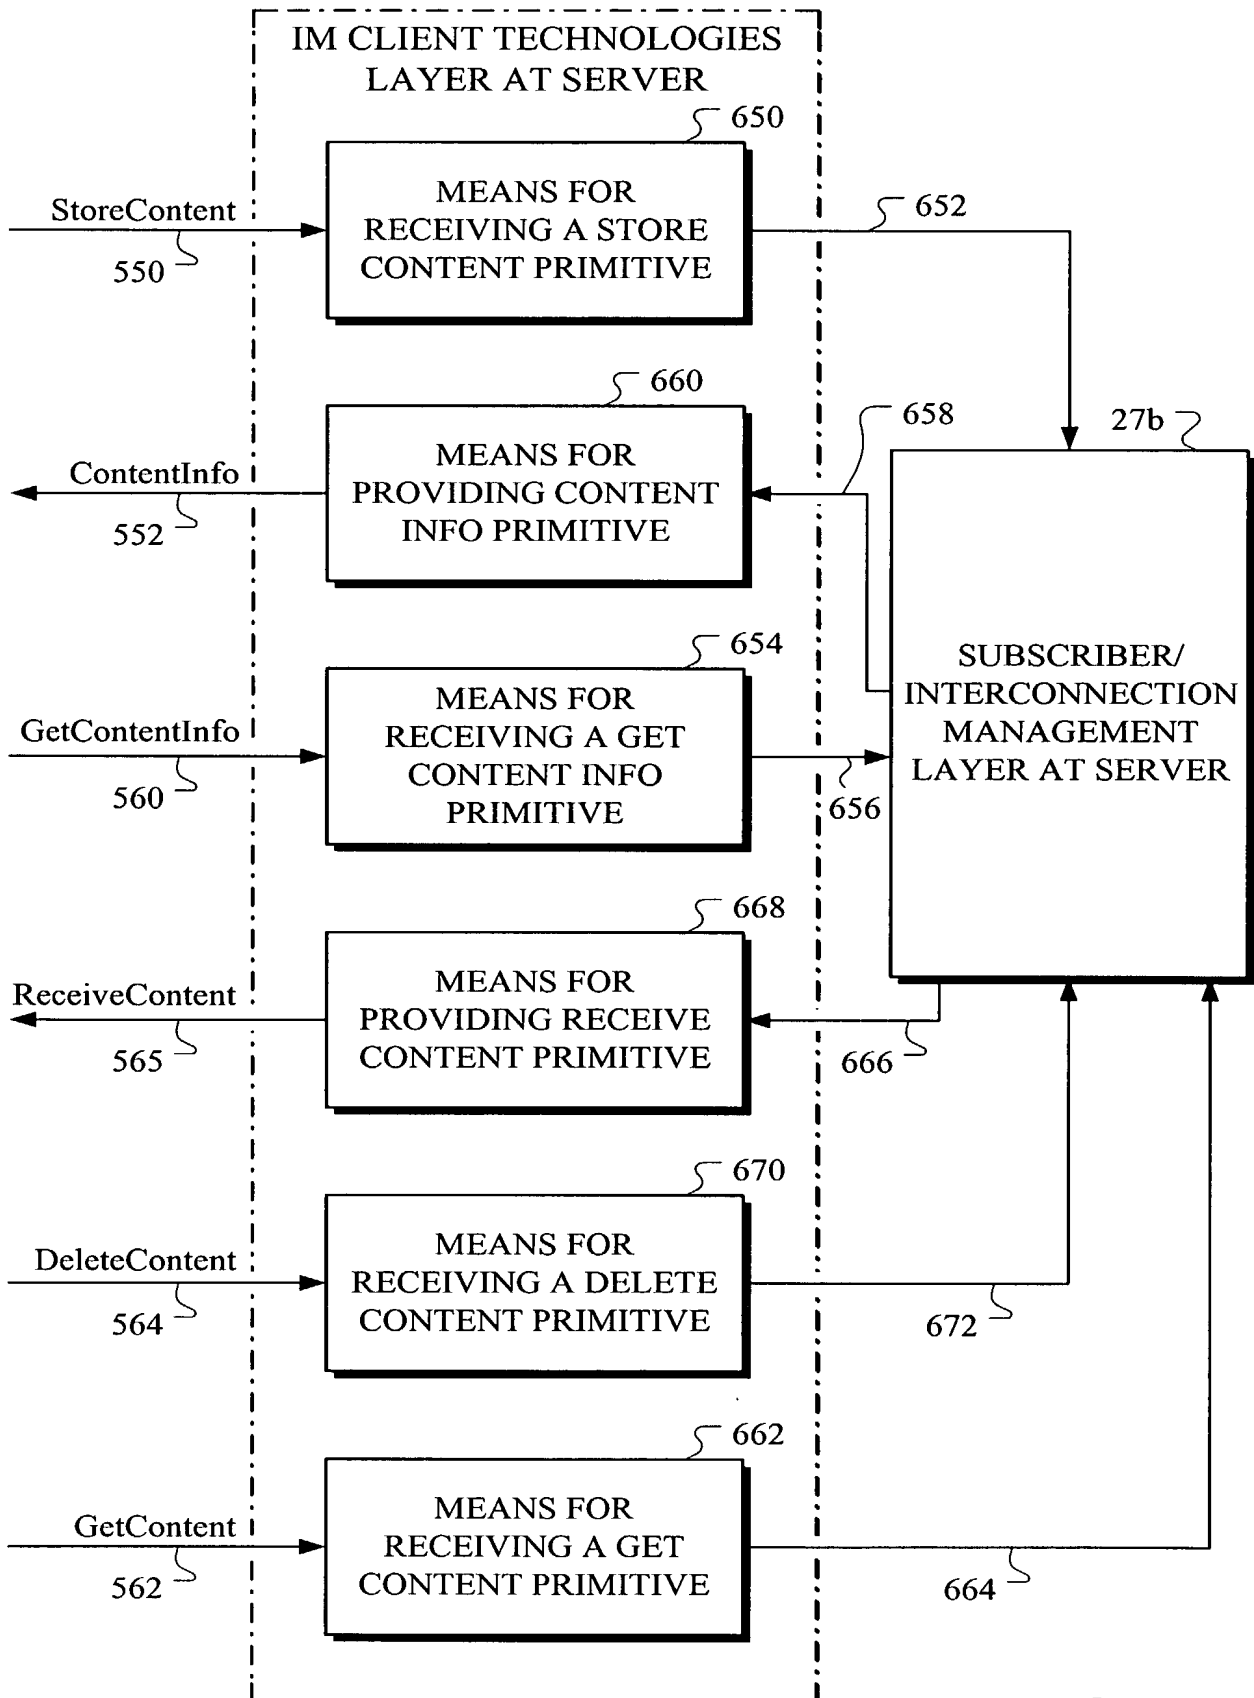 IM CLIENT TECHNOLOGIES
LAYER AT SERVER
650
MEANS FOR
RECEIVING A STORE
CONTENT PRIMITIVE
StoreContent
550
652
660
MEANS FOR
PROVIDING CONTENT
INFO PRIMITIVE
ContentInfo
552
658
27b
SUBSCRIBER/
INTERCONNECTION
MANAGEMENT
LAYER AT SERVER
654
MEANS FOR
RECEIVING A GET
CONTENT INFO
PRIMITIVE
GetContentInfo
560
656
668
MEANS FOR
PROVIDING RECEIVE
CONTENT PRIMITIVE
ReceiveContent
565
666
670
MEANS FOR
RECEIVING A DELETE
CONTENT PRIMITIVE
DeleteContent
564
672
662
MEANS FOR
RECEIVING A GET
CONTENT PRIMITIVE
GetContent
562
664